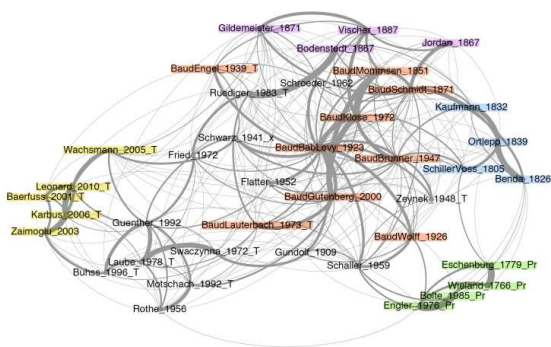 Gildemeister_1871
Vischer_1887
Bodenstedt_1867
Jordan_1867
BaudEngel_1939_T
BaudMommsen_1851
Schroeder_1962
Ruediger_1983_T
BaudSchmidt_1871
Kaufmann_1832
BaudKlose_1972
Schwarz_1941_x
Ortlepp_1839
Wachsmann_2005_T
Fried_1972
BaudBabLevy_1923
BaudBrunner_1947
SchillerVoss_1805
Benda_1826
Leonard_2010_T
Flatter_1952
Baerfuss_2001_T
BaudGutenberg_2000
Zeynek_1948_T
Karbus_2006_T
Guenther_1992
BaudLauterbach_1973_T
Zaimoglu_2003
BaudWolff_1926
Swaczynna_1972_T
Gundolf_1909
Laube_1978_T
Schaller_1959
Eschenburg_1779_Pr
Buhss_1996_T
Motschach_1992_T
Wieland_1766_Pr
Bolte_1985_Pr
Rothe_1956
Engler_1976_Pr